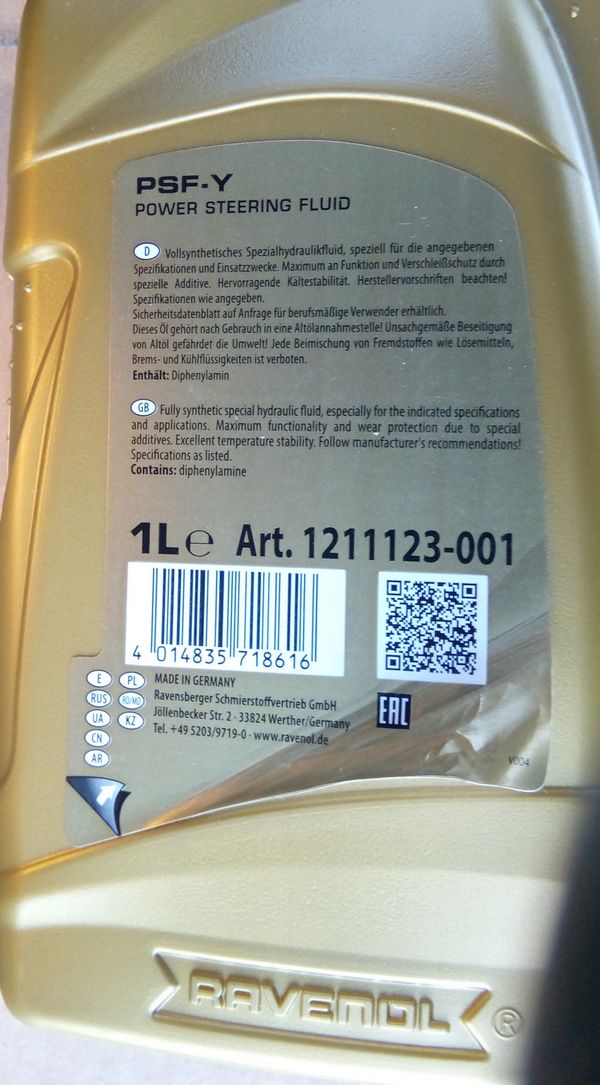 PSF-Y
POWER STEERING FLUID
D Vollsynthetisches Spezialhydraulikfluid, speziell für die angegebenen
Spezifikationen und Einsatzzwecke. Maximum an Funktion und Verschleißschutz durch
spezielle Additive. Hervorragende Kältestabilität. Herstellervorschriften beachten!
Spezifikationen wie angegeben.
Sicherheitsdatenblatt auf Anfrage für berufsmäßige Verwender erhältlich.
Dieses Öl gehört nach Gebrauch in eine Altölannahmestelle! Unsachgemäße Beseitigung
von Altöl gefährdet die Umwelt! Jede Beimischung von Fremdstoffen wie Lösemitteln,
Brems- und Kühlflüssigkeiten ist verboten.
Enthält: Diphenylamin
GB Fully synthetic special hydraulic fluid, especially for the indicated specifications
and applications. Maximum functionality and wear protection due to special
additives. Excellent temperature stability. Follow manufacturer's recommendations!
Specifications as listed.
Contains: diphenylamine
1L e Art. 1211123-001
4 014835 718616
EAC
E PL
RUS RO/MD
UA KZ
CN
AR
MADE IN GERMANY
Ravensberger Schmierstoffvertrieb GmbH
Jöllenbecker Str. 2 · 33824 Werther/Germany
Tel. +49 5203/9719-0 · www.ravenol.de
V004
RAVENOL ®